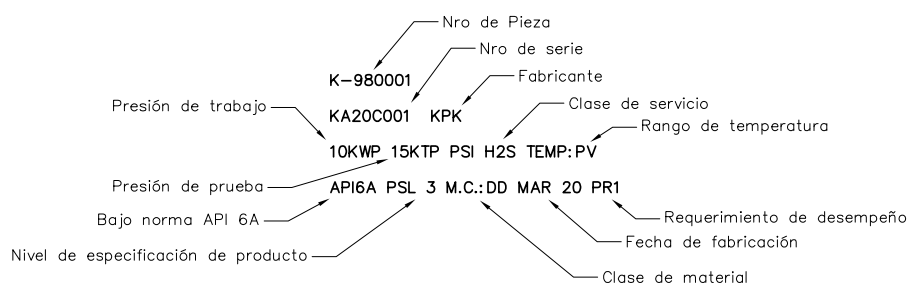 Nro de Pieza
Nro de serie
K-980001
Fabricante
Presión de trabajo
KA20C001 KPK
Clase de servicio
Rango de temperatura
10KWP 15KTP PSI H2S TEMP:PV
Presión de prueba
API6A PSL 3 M.C.:DD MAR 20 PR1
Bajo norma API 6A
Requerimiento de desempeño
Fecha de fabricación
Nivel de especificación de producto
Clase de material